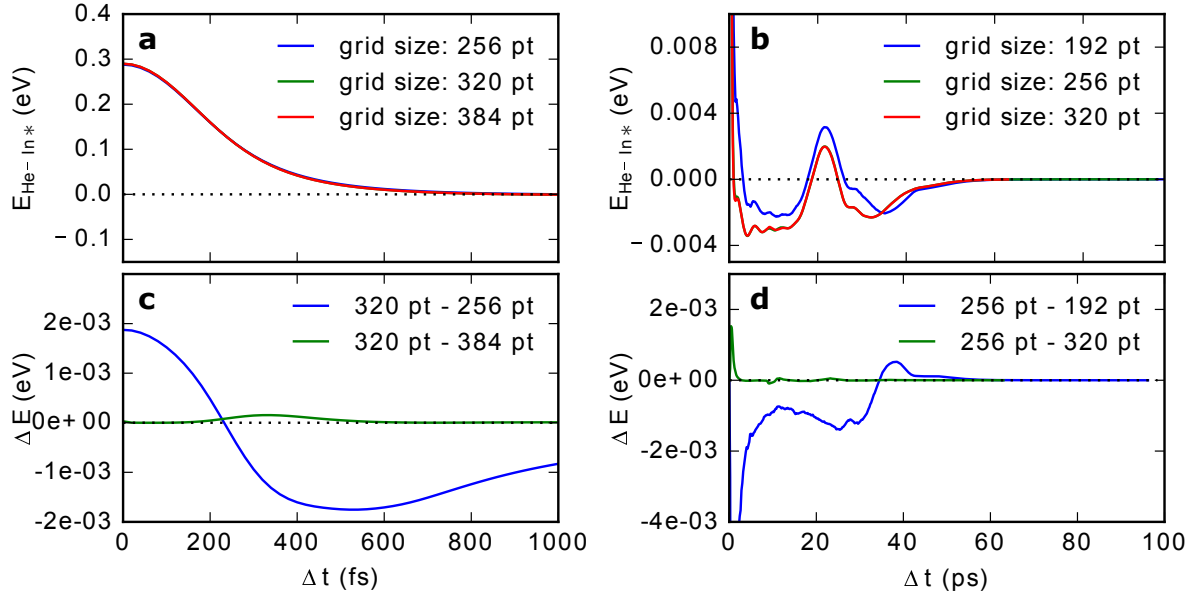 a
0.4
0.3
0.2
0.1
0.0
− 0.1
E He− In* (eV)
grid size: 256 pt
grid size: 320 pt
grid size: 384 pt
b
0.008
0.004
0.000
− 0.004
E He− In* (eV)
grid size: 192 pt
grid size: 256 pt
grid size: 320 pt
c
2e-03
1e-03
0e+ 00
-1e-03
-2e-03
Δ E (eV)
320 pt - 256 pt
320 pt - 384 pt
0 200 400 600 800 1000
Δ t (fs)
d
2e-03
0e+ 00
-2e-03
-4e-03
Δ E (eV)
256 pt - 192 pt
256 pt - 320 pt
0 20 40 60 80 100
Δ t (ps)